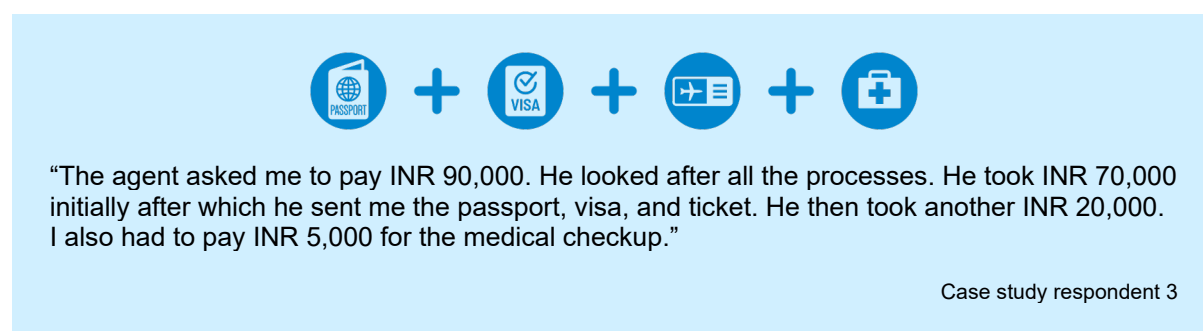 PASSPORT
VISA
“The agent asked me to pay INR 90,000. He looked after all the processes. He took INR 70,000
initially after which he sent me the passport, visa, and ticket. He then took another INR 20,000.
I also had to pay INR 5,000 for the medical checkup.”
Case study respondent 3